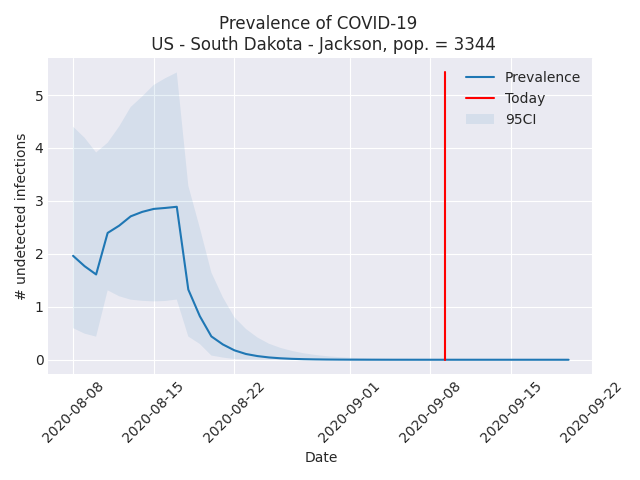 Prevalence of COVID-19
US - South Dakota - Jackson, pop. = 3344
Prevalence
Today
95CI
# undetected infections
5
4
3
2
1
0
2020-08-08
2020-08-15
2020-08-22
2020-09-01
2020-09-08
2020-09-15
2020-09-22
Date